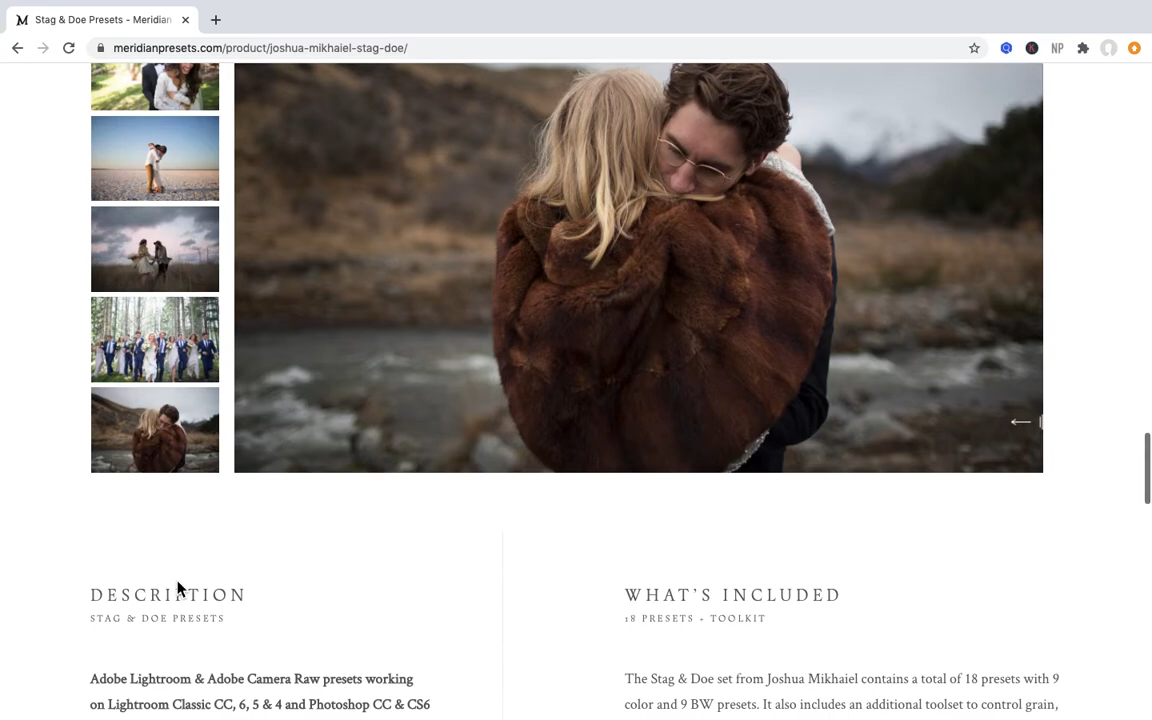 Stag & Doe Presets - Meridian
meridianpresets.com/product/joshua-mikhaiel-stag-doe/
NP
DESCRIPTION
STAG & DOE PRESETS
Adobe Lightroom & Adobe Camera Raw presets working
on Lightroom Classic CC, 6, 5 & 4 and Photoshop CC & CS6
WHAT'S INCLUDED
18 PRESETS + TOOLKIT
The Stag & Doe set from Joshua Mikhaiel contains a total of 18 presets with 9
color and 9 BW presets. It also includes an additional toolset to control grain,